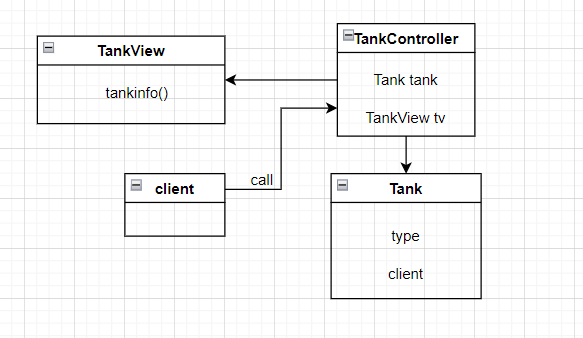 TankView
tankinfo()
TankController
Tank tank
TankView tv
client
call
Tank
type
client